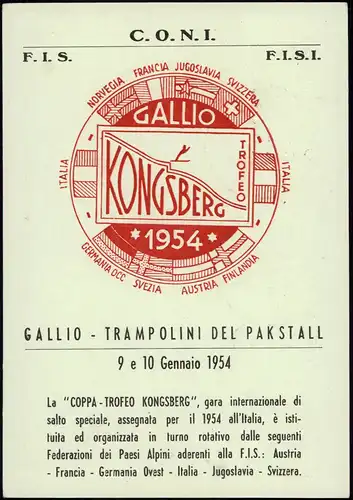 C.O.N.I.
F.I.S.
F.I.S.I.
NORVEGIA FRANCIA JUGOSLAVIA SVIZZERA
ITALIA
GALLIO
KONGSBERG
TROFEO
ITALIA
1954
GERMANIA OCC SVEZIA AUSTRIA FINLANDIA
GALLIO - TRAMPOLINI DEL PAKSTALL
9 e 10 Gennaio 1954
La "COPPA-TROFEO KONGSBERG", gara internazionale di
salto speciale, assegnata per il 1954 all'Italia, è isti-
tuita ed organizzata in turno rotativo dalle seguenti
Federazioni dei Paesi Alpini aderenti alla F.I.S.: Austria
- Francia - Germania Ovest - Italia - Jugoslavia - Svizzera.